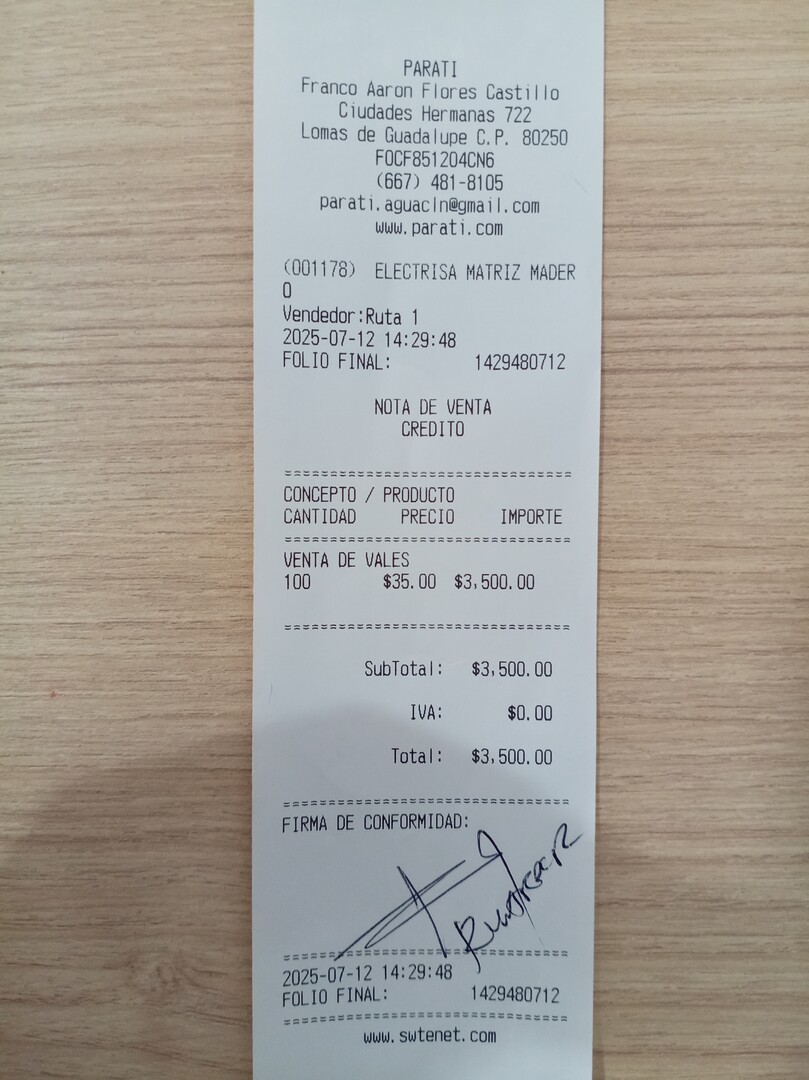 PARATI
Franco Aaron Flores Castillo
Ciudades Hermanas 722
Lomas de Guadalupe C.P. 80250
FOCF851204CN6
(667) 481-8105
parati.aguacln@gmail.com
www.parati.com
(001178) ELECTRISA MATRIZ MADER
O
Vendedor:Ruta 1
2025-07-12 14:29:48
FOLIO FINAL: 1429480712
NOTA DE VENTA
CREDITO
================================
CONCEPTO / PRODUCTO
CANTIDAD PRECIO IMPORTE
================================
VENTA DE VALES
100 $35.00 $3,500.00
================================
SubTotal: $3,500.00
IVA: $0.00
Total: $3,500.00
================================
FIRMA DE CONFORMIDAD:
================================
2025-07-12 14:29:48
FOLIO FINAL: 1429480712
================================
www.swtenet.com